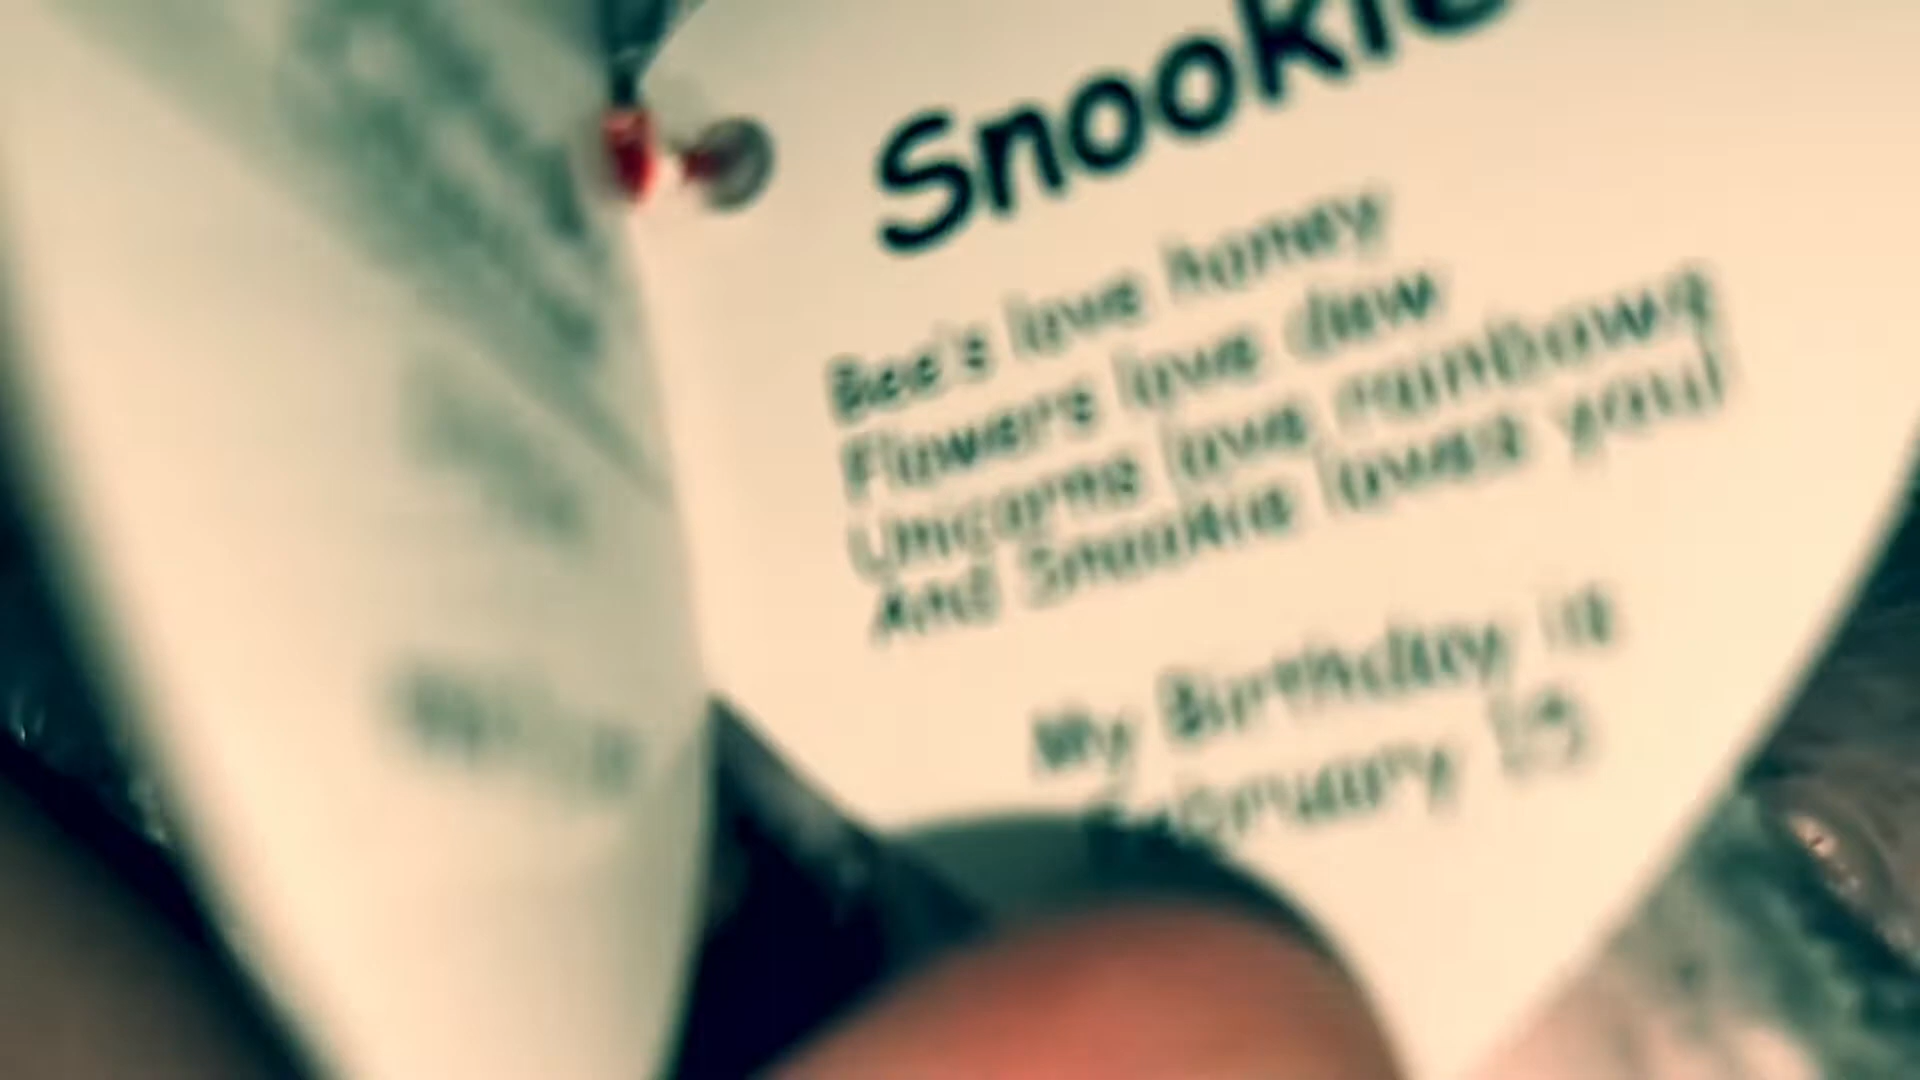 Snookie
Bee's love honey
Flowers love dew
Unicorns love rainbows
And Snookie loves you!
My Birthday is
February 15